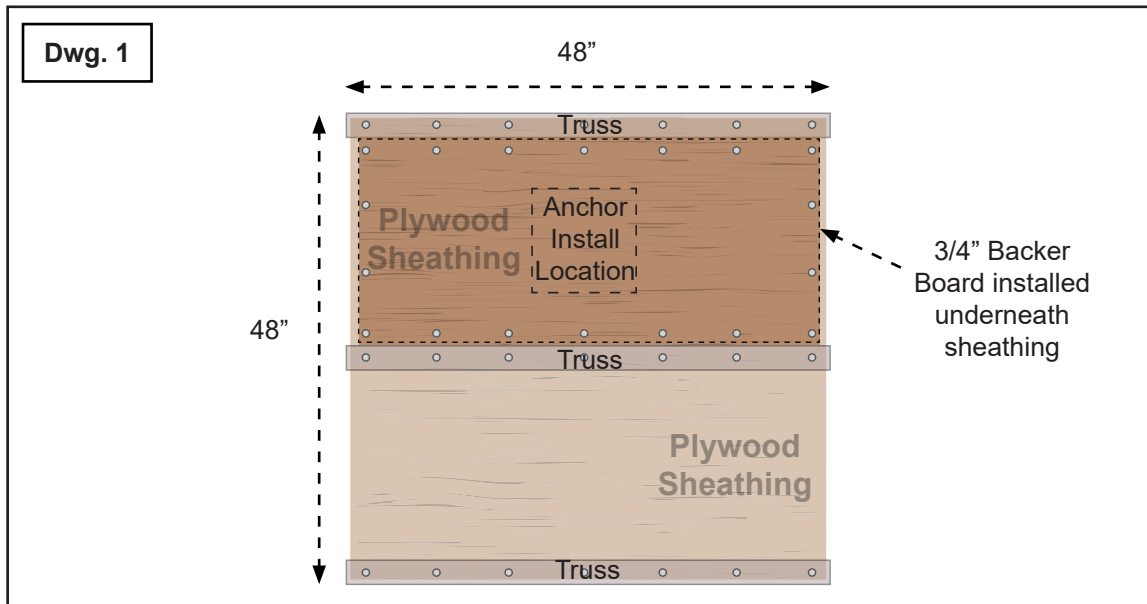 Dwg. 1
48”
Truss
Plywood
Sheathing
Anchor
Install
Location
3/4” Backer
Board installed
underneath
sheathing
48”
Truss
Plywood
Sheathing
Truss